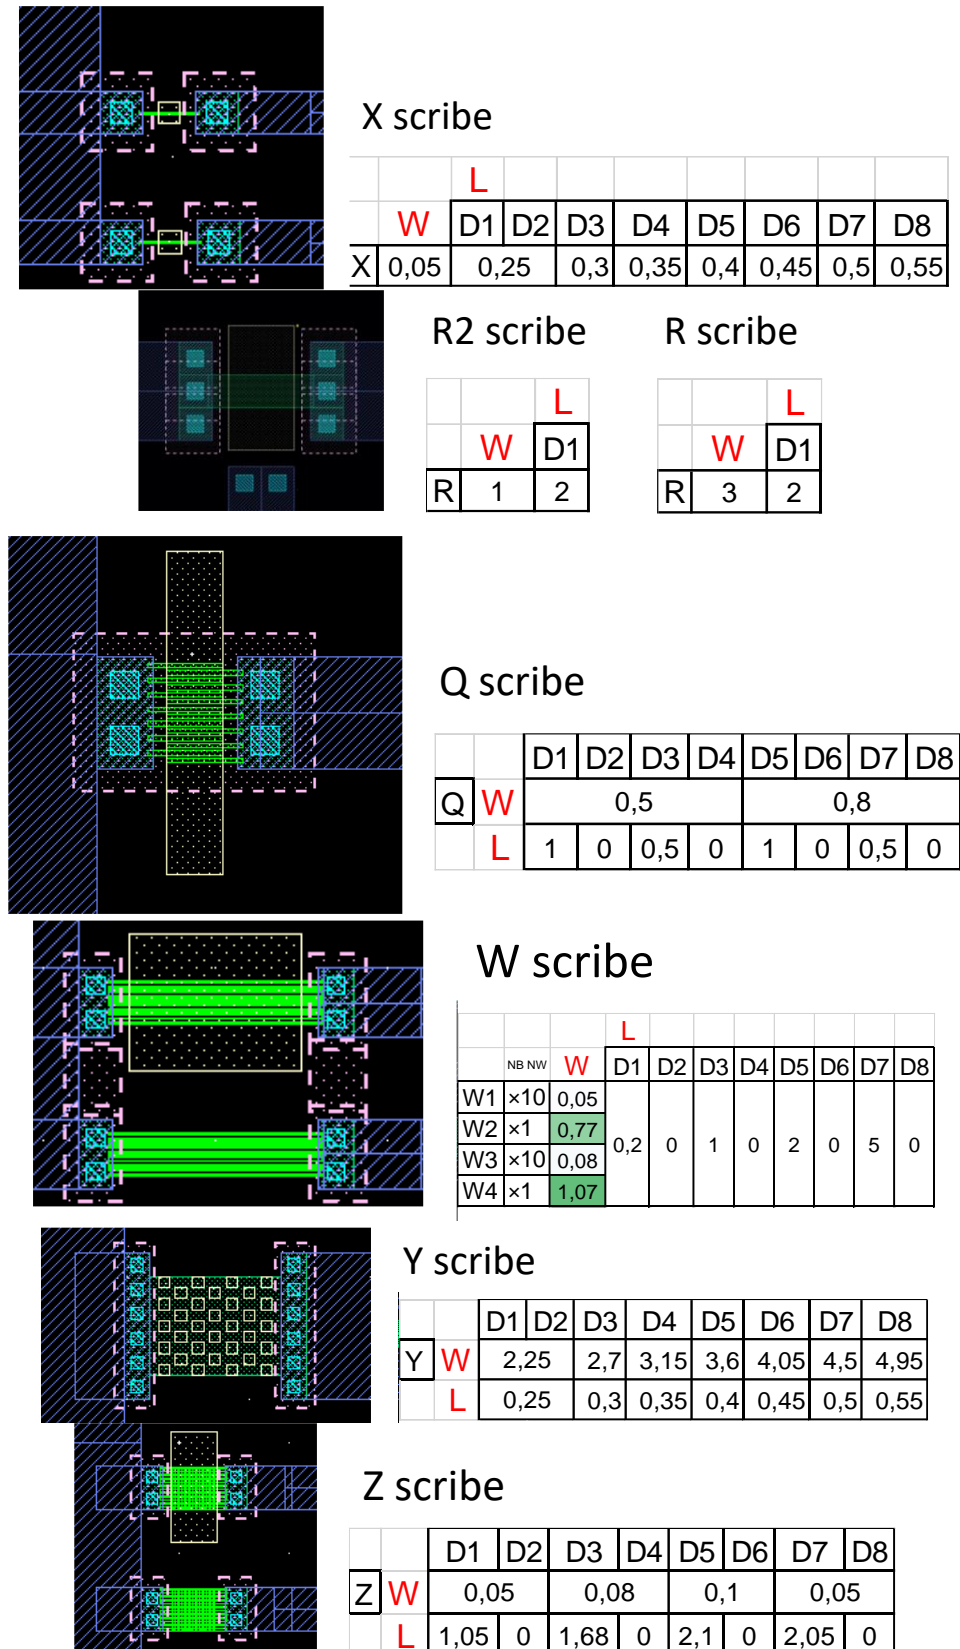 X scribe
L
W D1 D2 D3 D4 D5 D6 D7 D8
X 0,05 0,25 0,3 0,35 0,4 0,45 0,5 0,55
R2 scribe
L
W D1
R 1 2
R scribe
L
W D1
R 3 2
Q scribe
D1 D2 D3 D4 D5 D6 D7 D8
Q W 0,5 0,8
L 1 0 0,5 0 1 0 0,5 0
W scribe
L
NB NW W D1 D2 D3 D4 D5 D6 D7 D8
W1 ×10 0,05
W2 ×1 0,77
0,2 0 1 0 2 0 5 0
W3 ×10 0,08
W4 ×1 1,07
Y scribe
D1 D2 D3 D4 D5 D6 D7 D8
Y W 2,25 2,7 3,15 3,6 4,05 4,5 4,95
L 0,25 0,3 0,35 0,4 0,45 0,5 0,55
Z scribe
D1 D2 D3 D4 D5 D6 D7 D8
Z W 0,05 0,08 0,1 0,05
L 1,05 0 1,68 0 2,1 0 2,05 0